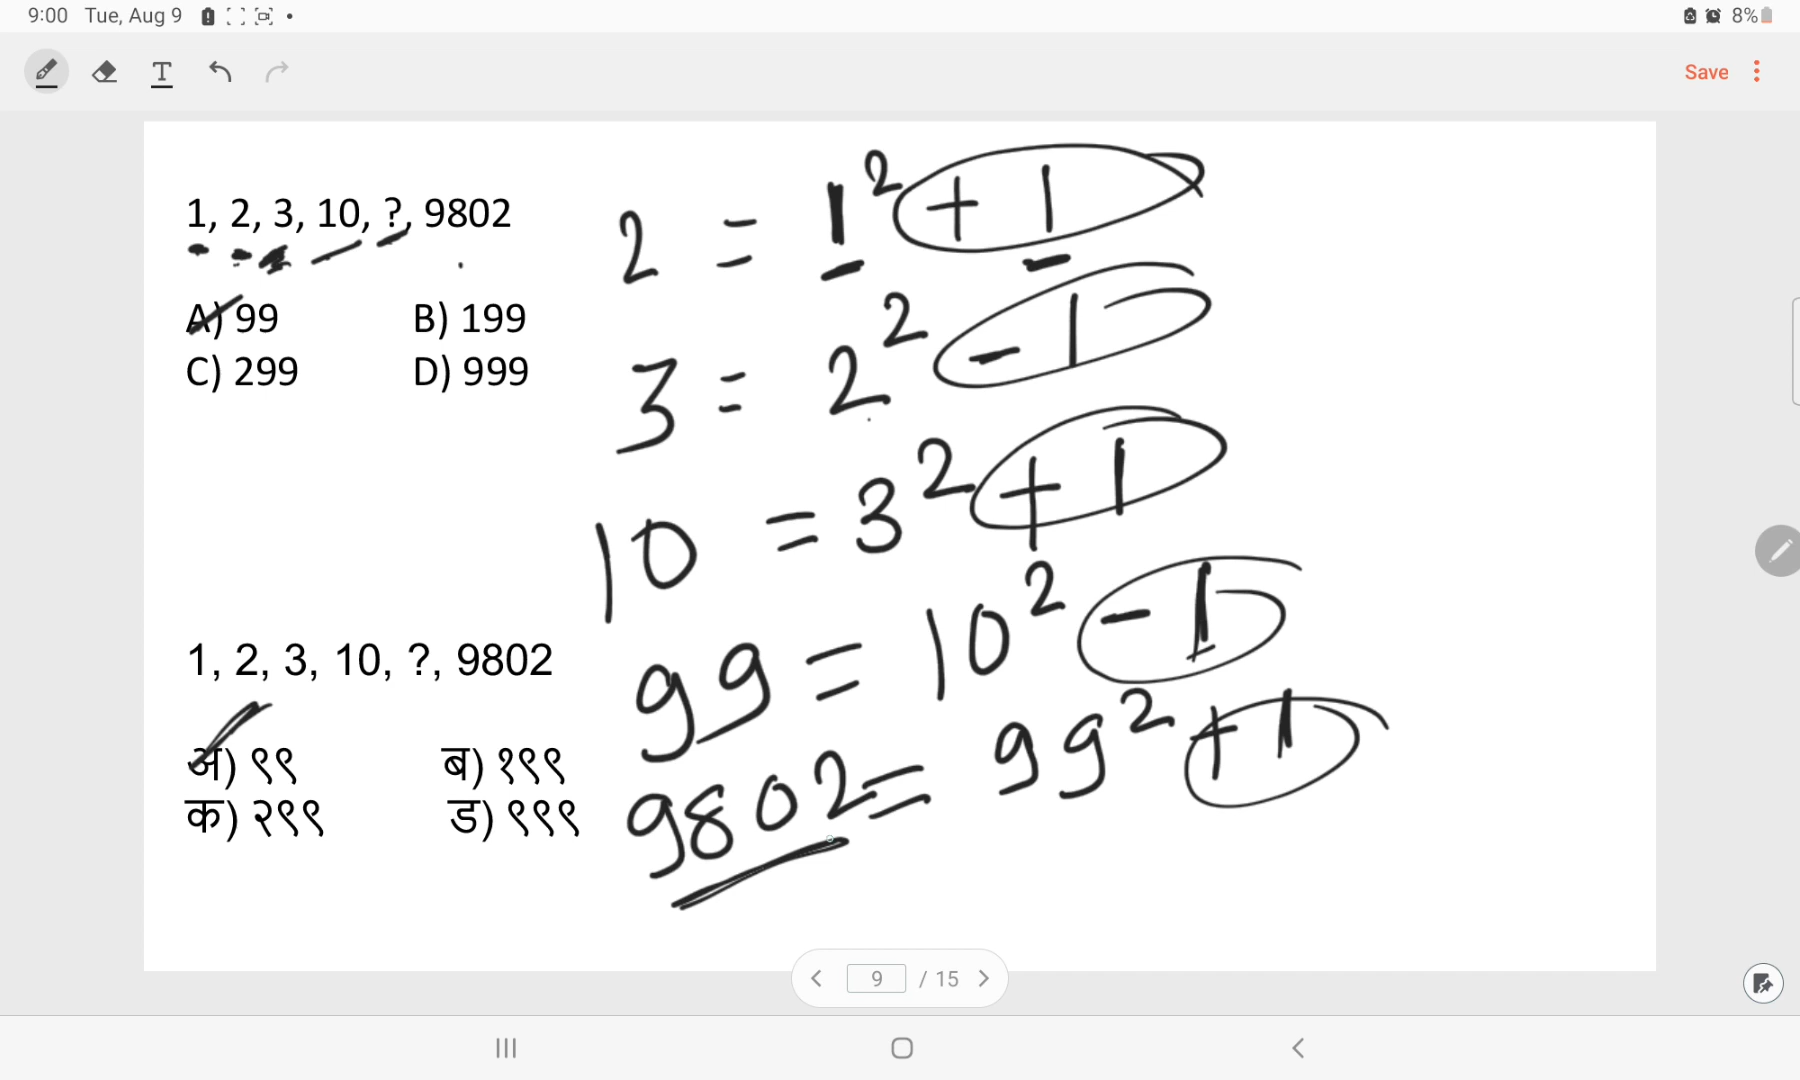 9:00 Tue, Aug 9
8%
Save
1, 2, 3, 10, ?, 9802
A) 99 B) 199
C) 299 D) 999
2 = 1² + 1
3 = 2² - 1
10 = 3² + 1
99 = 10² - 1
9802 = 99² + 1
1, 2, 3, 10, ?, 9802
अ) ९९ ब) १९९
क) २९९ ड) ९९९
9 / 15